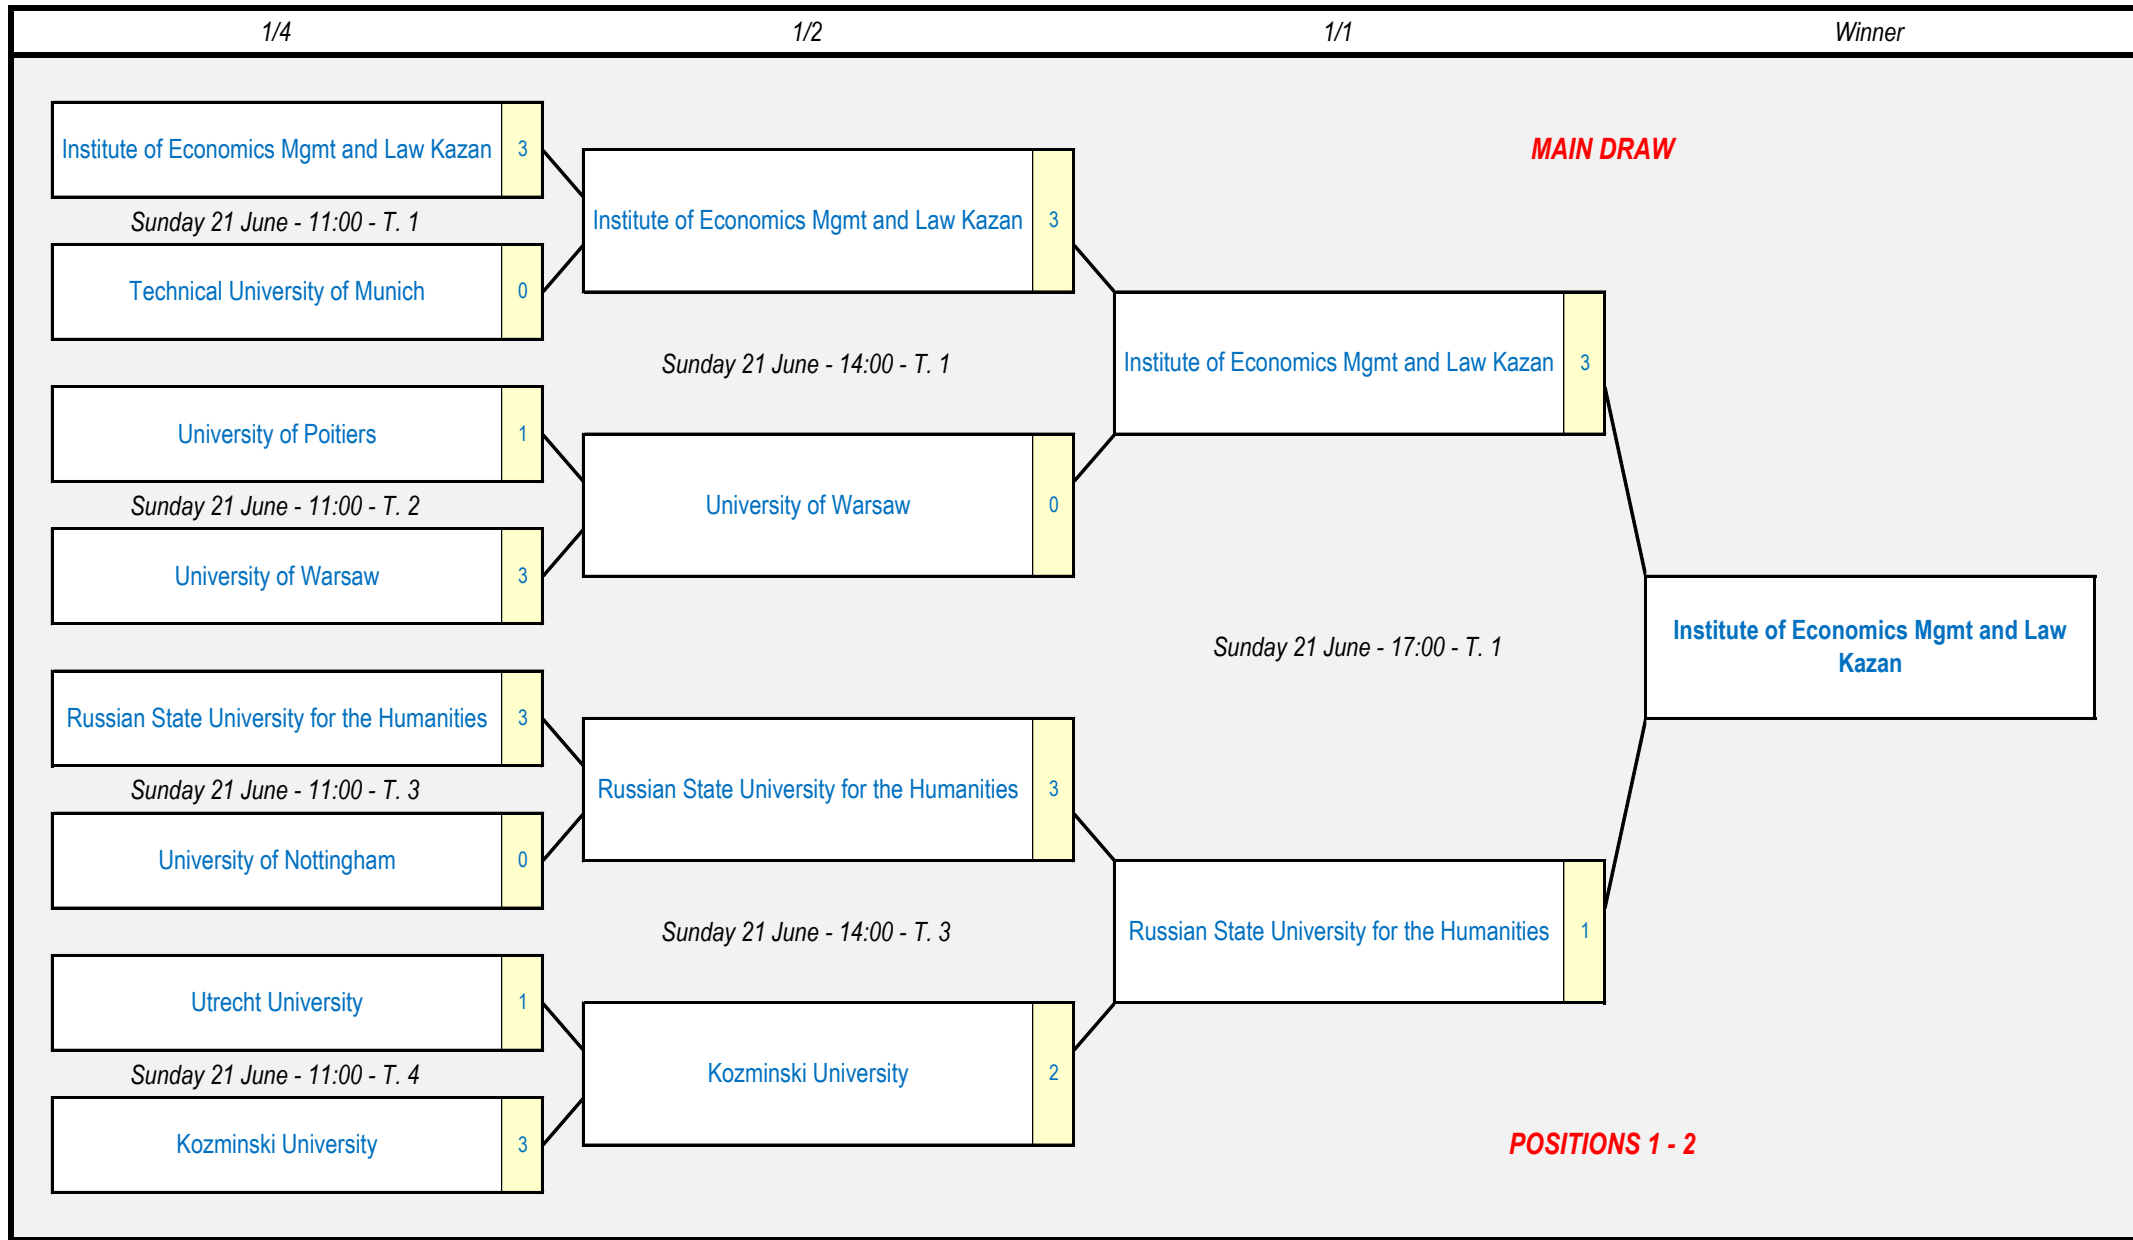 1/4
1/2
1/1
Winner
MAIN DRAW
Institute of Economics Mgmt and Law Kazan 3
Sunday 21 June - 11:00 - T. 1
Technical University of Munich 0
University of Poitiers 1
Sunday 21 June - 11:00 - T. 2
University of Warsaw 3
Russian State University for the Humanities 3
Sunday 21 June - 11:00 - T. 3
University of Nottingham 0
Utrecht University 1
Sunday 21 June - 11:00 - T. 4
Kozminski University 3
Institute of Economics Mgmt and Law Kazan 3
Sunday 21 June - 14:00 - T. 1
University of Warsaw 0
Russian State University for the Humanities 3
Sunday 21 June - 14:00 - T. 3
Kozminski University 2
Institute of Economics Mgmt and Law Kazan 3
Sunday 21 June - 17:00 - T. 1
Russian State University for the Humanities 1
Institute of Economics Mgmt and Law
Kazan
POSITIONS 1 - 2